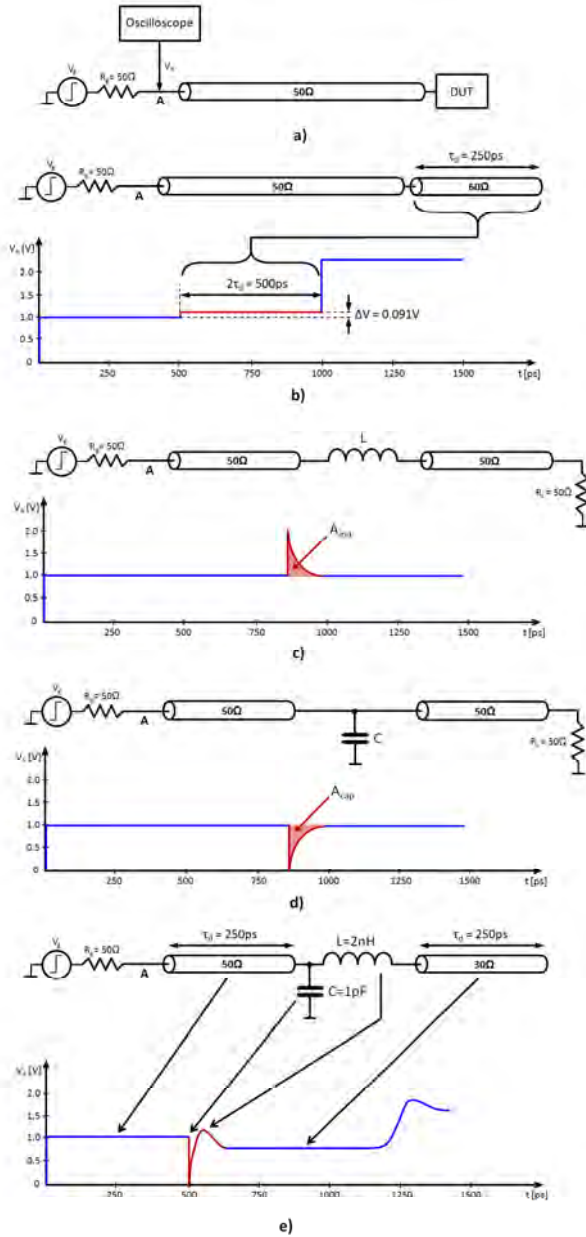 Oscilloscope
Vg
Rg = 50Ω
VA
A
50Ω
DUT
a)
τd = 250ps
Vg
Rg = 50Ω
A
50Ω
60Ω
VA [V]
2.0
1.5
1.0
0.5
0
2τd = 500ps
ΔV = 0.091V
250
500
750
1000
1250
1500
t [ps]
b)
Vg
Rg = 50Ω
A
50Ω
L
50Ω
RL = 50Ω
VA [V]
2.0
1.5
1.0
0.5
0
Aind
250
500
750
1000
1250
1500
t [ps]
c)
Vg
Rg = 50Ω
A
50Ω
C
50Ω
RL = 50Ω
VA [V]
2.0
1.5
1.0
0.5
0
Acap
250
500
750
1000
1250
1500
t [ps]
d)
τd = 250ps
L=2nH
τd = 250ps
Vg
Rg = 50Ω
A
50Ω
C=1pF
30Ω
VA [V]
2.0
1.5
1.0
0.5
0
250
500
750
1000
1250
1500
t [ps]
e)